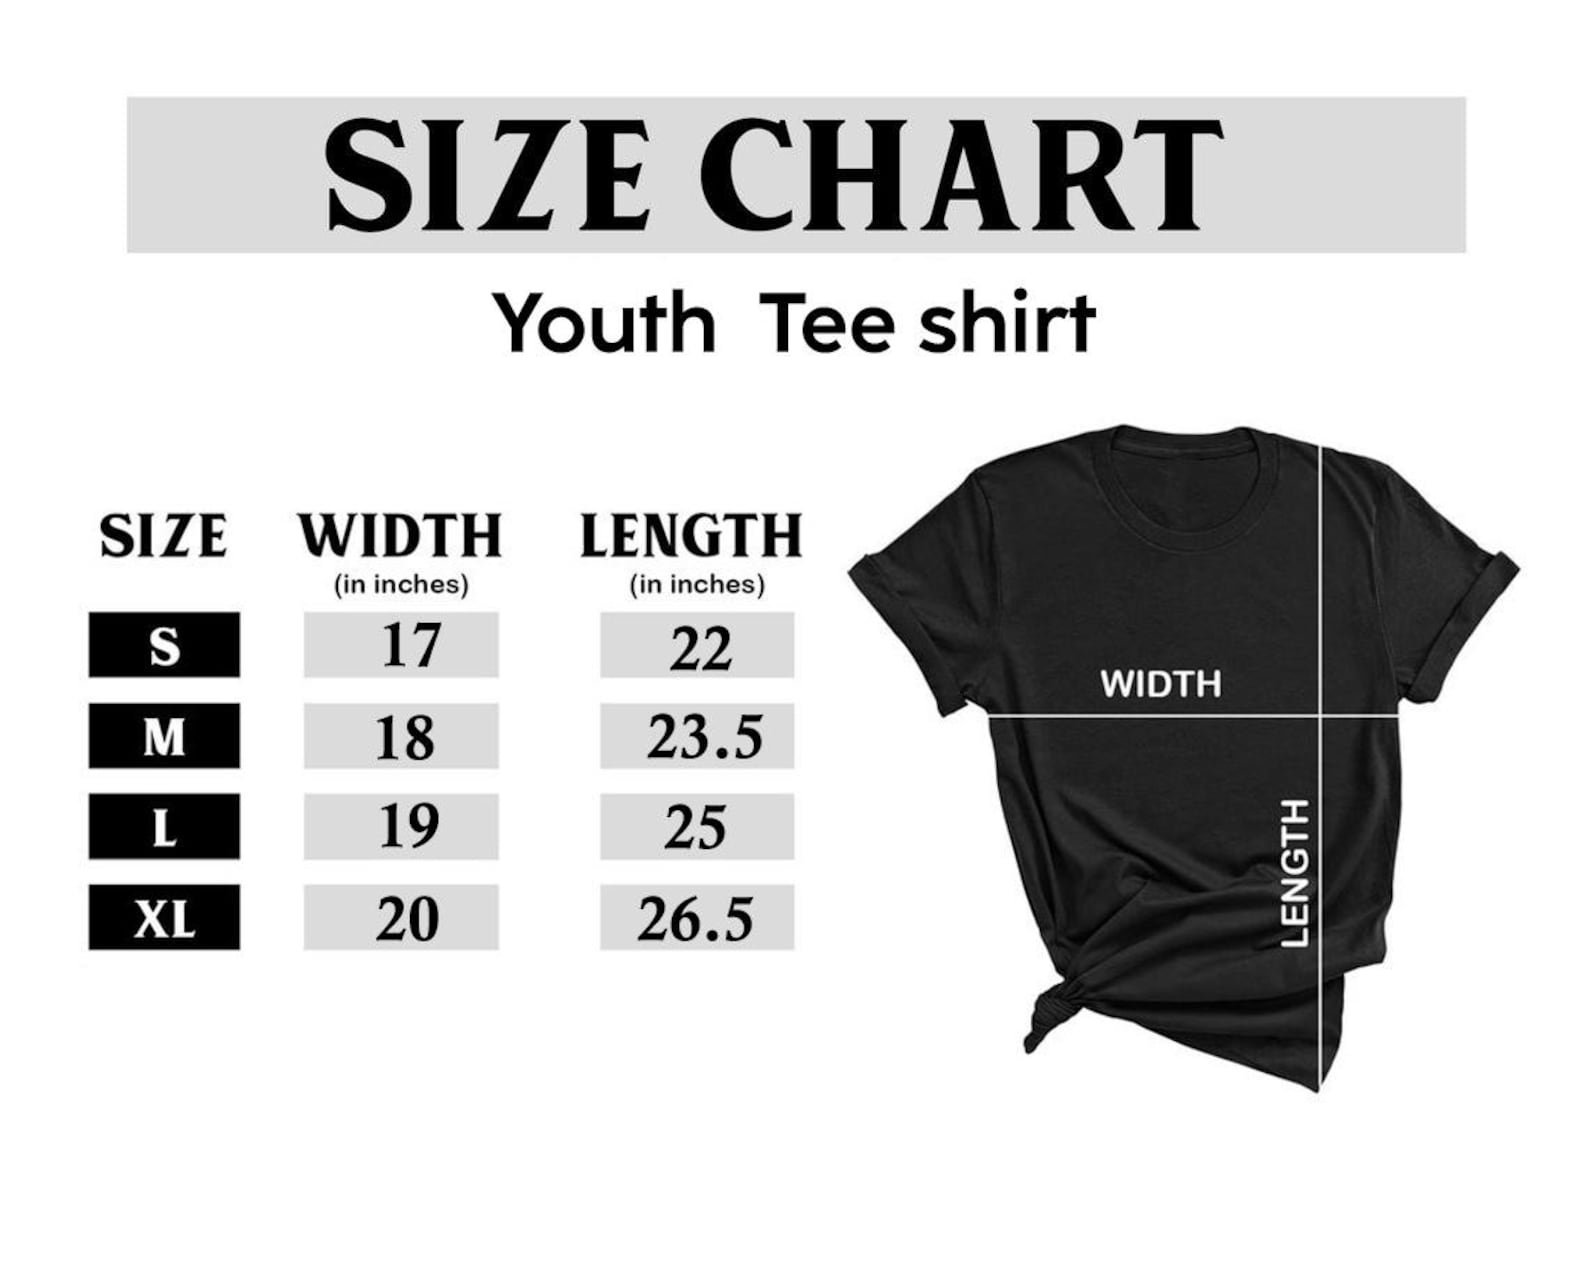 SIZE CHART
Youth Tee shirt
SIZE WIDTH LENGTH
(in inches) (in inches)
S 17 22
M 18 23.5
L 19 25
XL 20 26.5
WIDTH
LENGTH